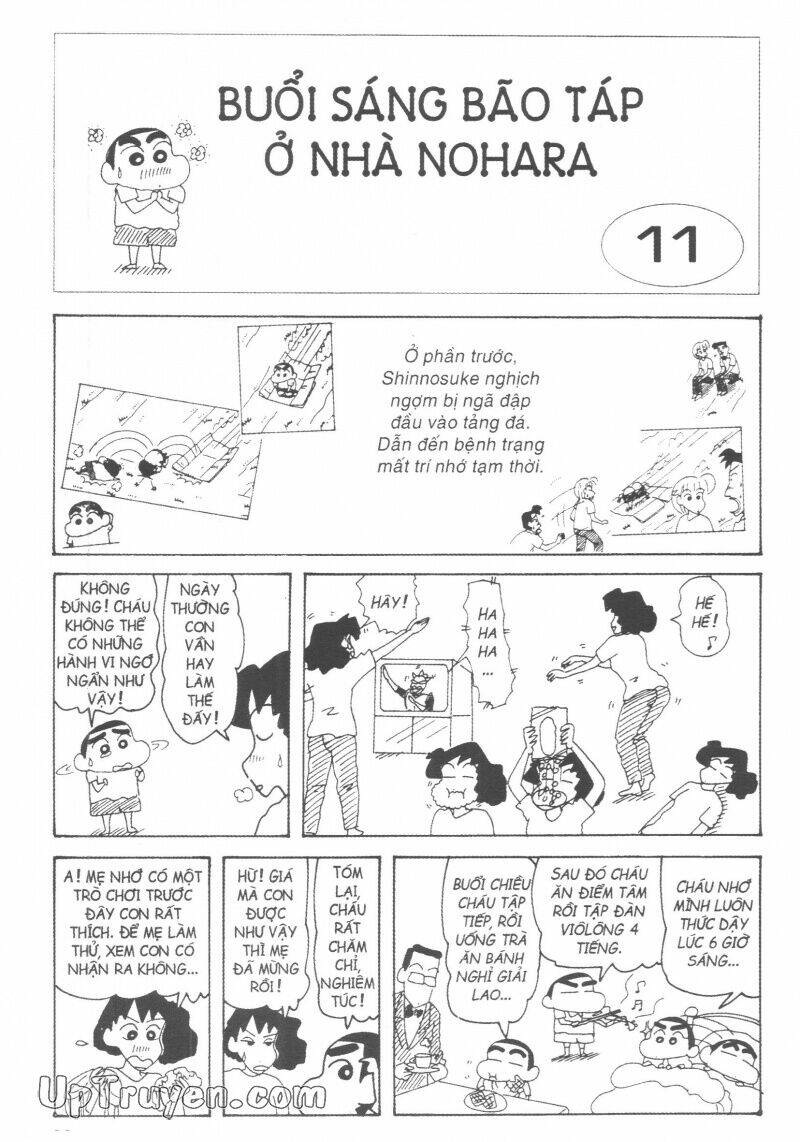 BUỔI SÁNG BÃO TÁP
Ở NHÀ NOHARA
11
Ở phần trước,
Shinnosuke nghịch
ngợm bị ngã đập
đầu vào tảng đá.
Dẫn đến bệnh trạng
mất trí nhớ tạm thời.
HẾ
HẾ!
HA
HA
HA
...
HÂY!
NGÀY
THƯỜNG
CON
VẪN
HAY
LÀM
THẾ
ĐẤY!
KHÔNG
ĐÚNG! CHÁU
KHÔNG THỂ
CÓ NHỮNG
HÀNH VI NGỚ
NGẨN NHƯ
VẬY!
CHÁU NHỚ
MÌNH LUÔN
THỨC DẬY
LÚC 6 GIỜ
SÁNG...
SAU ĐÓ CHÁU
ĂN ĐIỂM TÂM
RỒI TẬP ĐÀN
VIÔLÔNG 4
TIẾNG.
BUỔI CHIỀU
CHÁU TẬP
TIẾP, RỒI
UỐNG TRÀ
ĂN BÁNH
NGHỈ GIẢI
LAO...
TÓM
LẠI,
CHÁU
RẤT
CHĂM
CHỈ,
NGHIÊM
TÚC!
HỪ! GIÁ
MÀ CON
ĐƯỢC
NHƯ VẬY
THÌ MẸ
ĐÃ MỪNG
RỒI!
A! MẸ NHỚ CÓ MỘT
TRÒ CHƠI TRƯỚC
ĐÂY CON RẤT
THÍCH. ĐỂ MẸ LÀM
THỬ, XEM CON CÓ
NHẬN RA KHÔNG...
UpTruyen.com